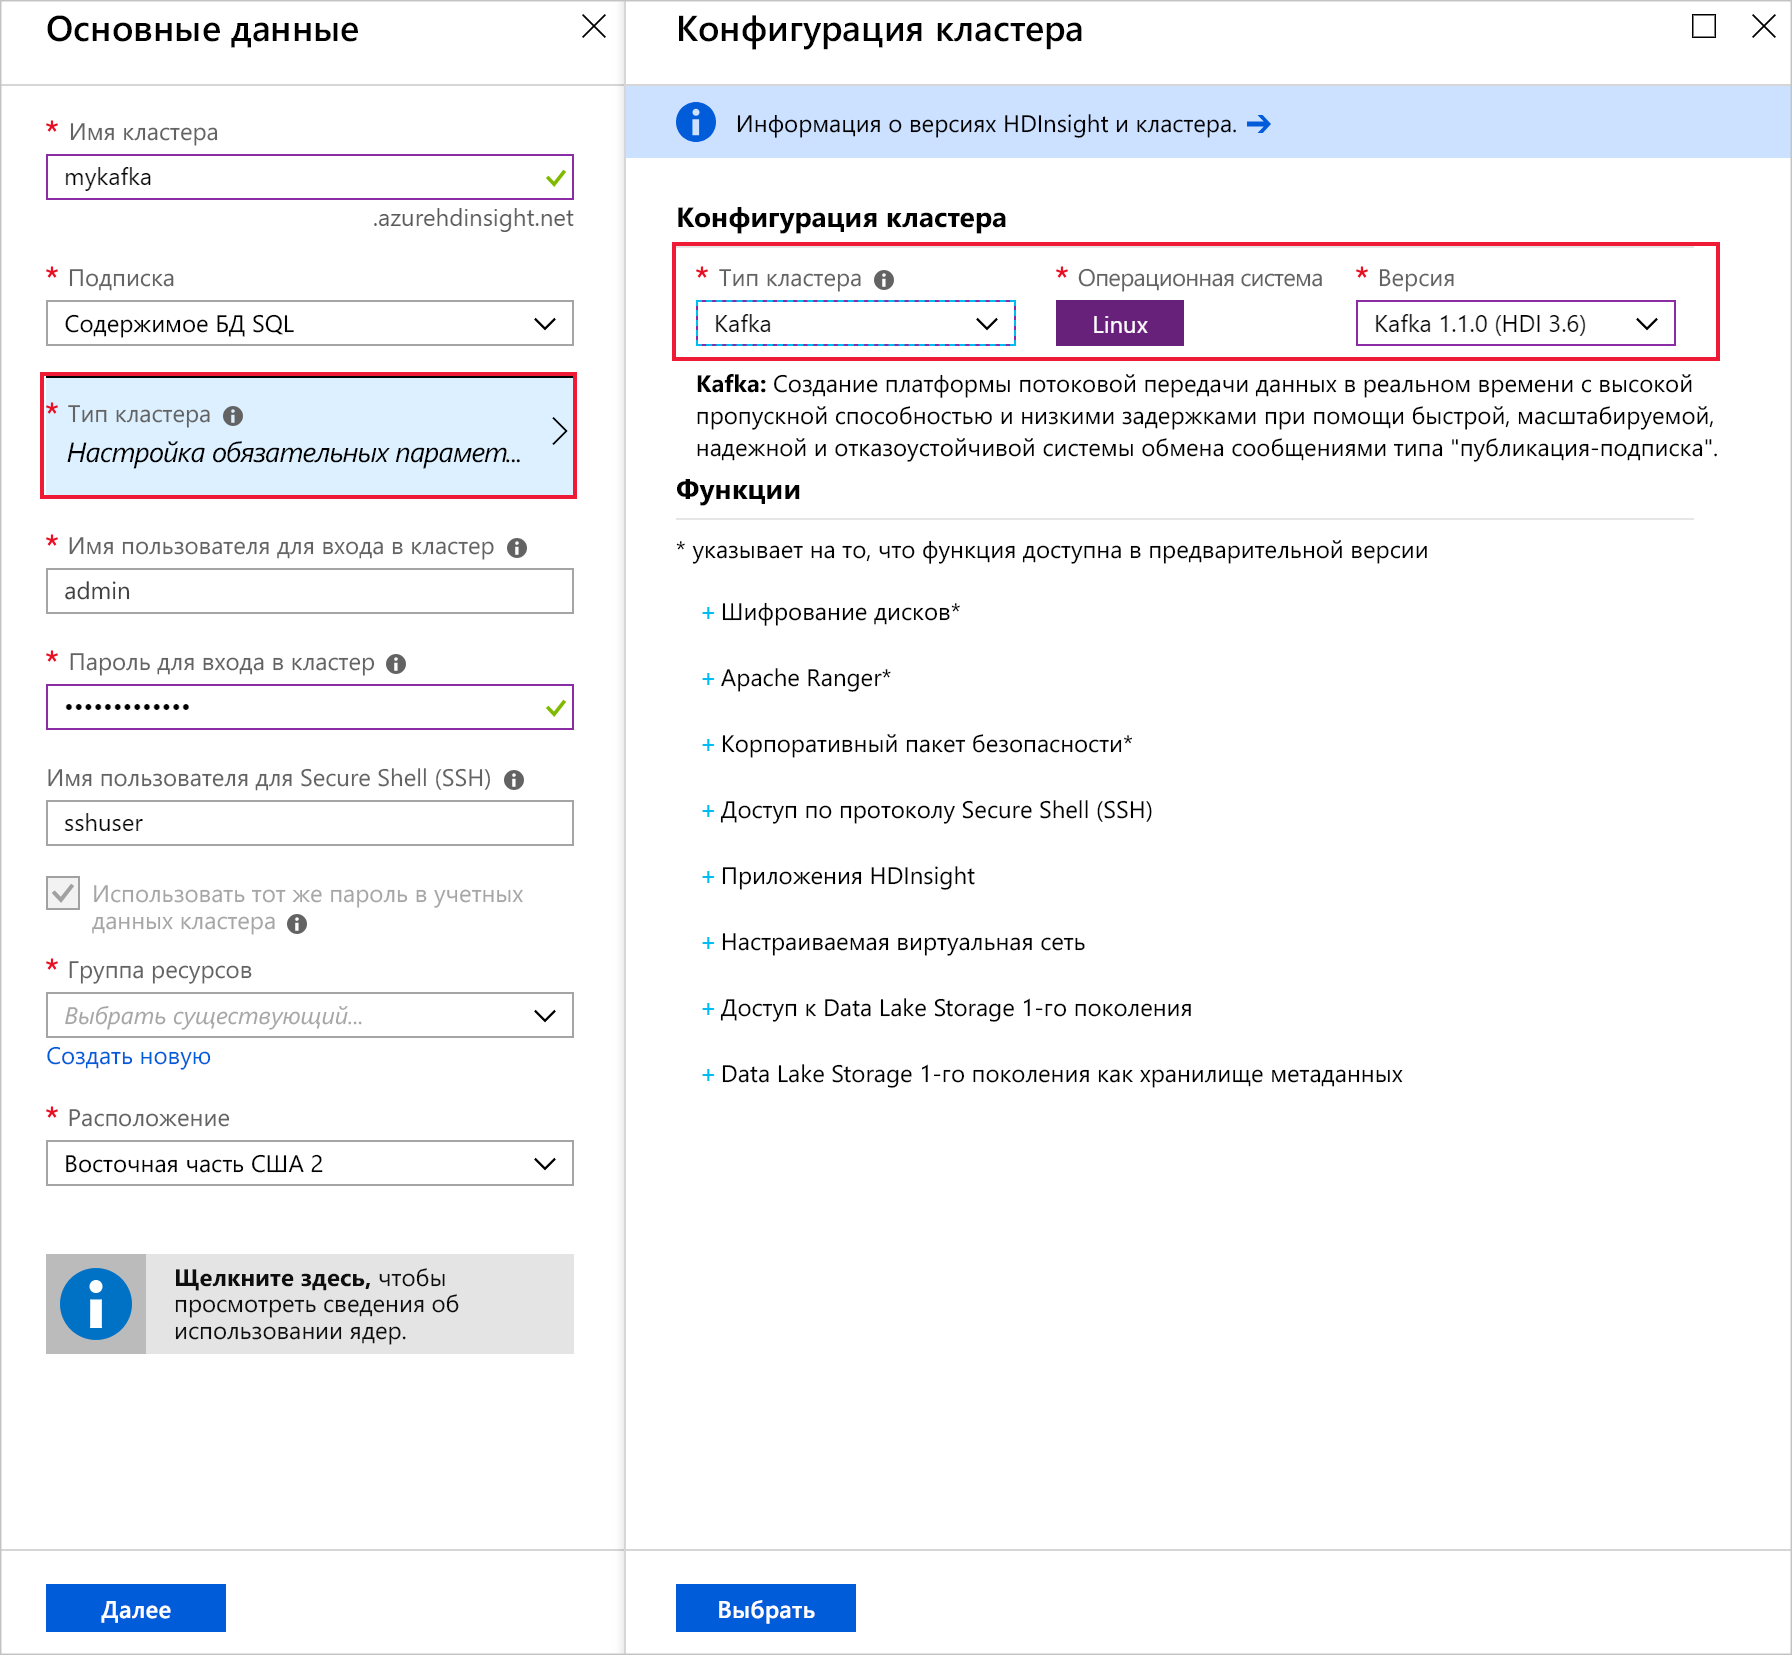 Основные данные
* Имя кластера
mykafka
.azurehdinsight.net
* Подписка
Содержимое БД SQL
* Тип кластера
Настройка обязательных парамет...
* Имя пользователя для входа в кластер
admin
* Пароль для входа в кластер
•••••••••••••
Имя пользователя для Secure Shell (SSH)
sshuser
Использовать тот же пароль в учетных
данных кластера
* Группа ресурсов
Выбрать существующий...
Создать новую
* Расположение
Восточная часть США 2
Щелкните здесь, чтобы
просмотреть сведения об
использовании ядер.
Далее
Конфигурация кластера
Информация о версиях HDInsight и кластера.
Конфигурация кластера
* Тип кластера
Kafka
* Операционная система
Linux
* Версия
Kafka 1.1.0 (HDI 3.6)
Kafka: Создание платформы потоковой передачи данных в реальном времени с высокой
пропускной способностью и низкими задержками при помощи быстрой, масштабируемой,
надежной и отказоустойчивой системы обмена сообщениями типа "публикация-подписка".
Функции
* указывает на то, что функция доступна в предварительной версии
+ Шифрование дисков*
+ Apache Ranger*
+ Корпоративный пакет безопасности*
+ Доступ по протоколу Secure Shell (SSH)
+ Приложения HDInsight
+ Настраиваемая виртуальная сеть
+ Доступ к Data Lake Storage 1-го поколения
+ Data Lake Storage 1-го поколения как хранилище метаданных
Выбрать